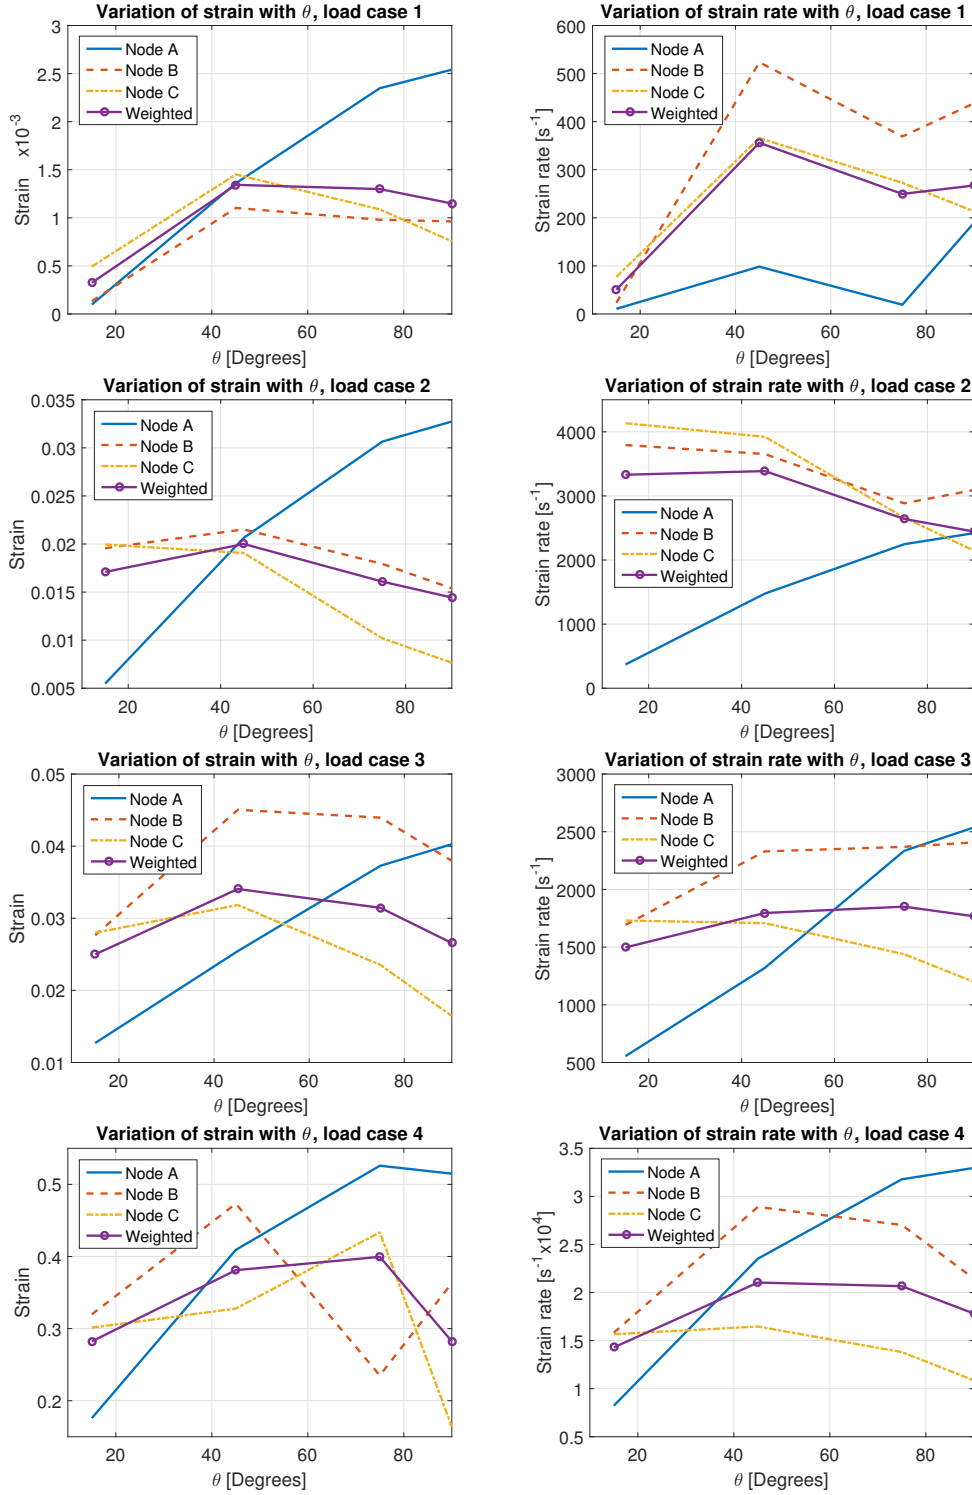 Variation of strain with θ, load case 1
3
2.5
2
1.5
1
0.5
0
Strain x10^-3
Node A
Node B
Node C
Weighted
20 40 60 80
θ [Degrees]
Variation of strain rate with θ, load case 1
600
500
400
300
200
100
0
Strain rate [s^-1]
Node A
Node B
Node C
Weighted
20 40 60 80
θ [Degrees]
Variation of strain with θ, load case 2
0.035
0.03
0.025
0.02
0.015
0.01
0.005
Strain
Node A
Node B
Node C
Weighted
20 40 60 80
θ [Degrees]
Variation of strain rate with θ, load case 2
4000
3000
2000
1000
0
Strain rate [s^-1]
Node A
Node B
Node C
Weighted
20 40 60 80
θ [Degrees]
Variation of strain with θ, load case 3
0.05
0.04
0.03
0.02
0.01
Strain
Node A
Node B
Node C
Weighted
20 40 60 80
θ [Degrees]
Variation of strain rate with θ, load case 3
3000
2500
2000
1500
1000
500
Strain rate [s^-1]
Node A
Node B
Node C
Weighted
20 40 60 80
θ [Degrees]
Variation of strain with θ, load case 4
0.5
0.4
0.3
0.2
Strain
Node A
Node B
Node C
Weighted
20 40 60 80
θ [Degrees]
Variation of strain rate with θ, load case 4
3.5
3
2.5
2
1.5
1
0.5
Strain rate [s^-1 x10^4]
Node A
Node B
Node C
Weighted
20 40 60 80
θ [Degrees]